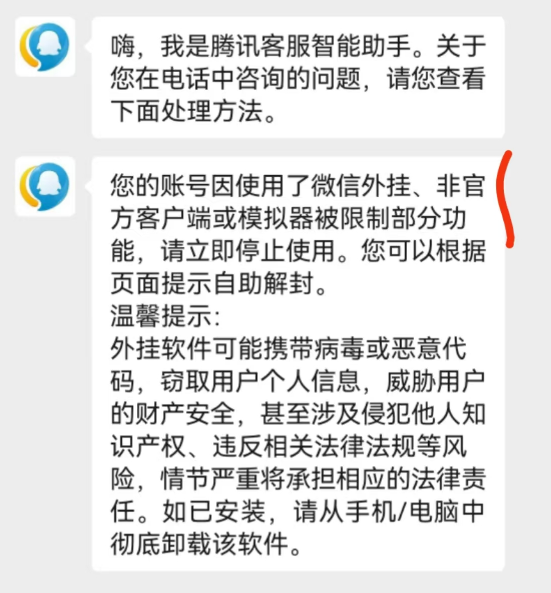 嗨，我是腾讯客服智能助手。关于
您在电话中咨询的问题，请您查看
下面处理方法。
您的账号因使用了微信外挂、非官
方客户端或模拟器被限制部分功
能，请立即停止使用。您可以根据
页面提示自助解封。
温馨提示：
外挂软件可能携带病毒或恶意代
码，窃取用户个人信息，威胁用户
的财产安全，甚至涉及侵犯他人知
识产权、违反相关法律法规等风
险，情节严重将承担相应的法律责
任。如已安装，请从手机/电脑中
彻底卸载该软件。